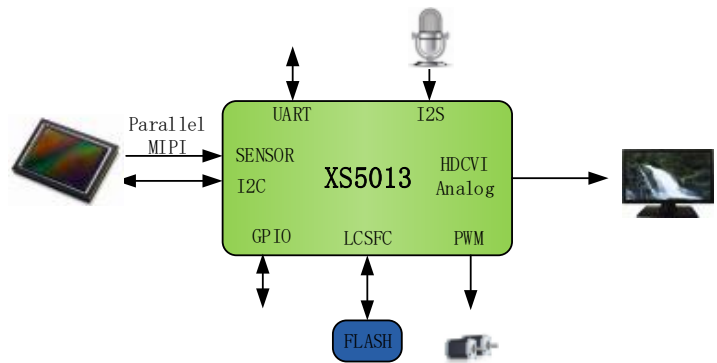 UART
I2S
Parallel
MIPI
SENSOR
I2C
XS5013
HDCVI
Analog
GPIO
LCSFC
PWM
FLASH